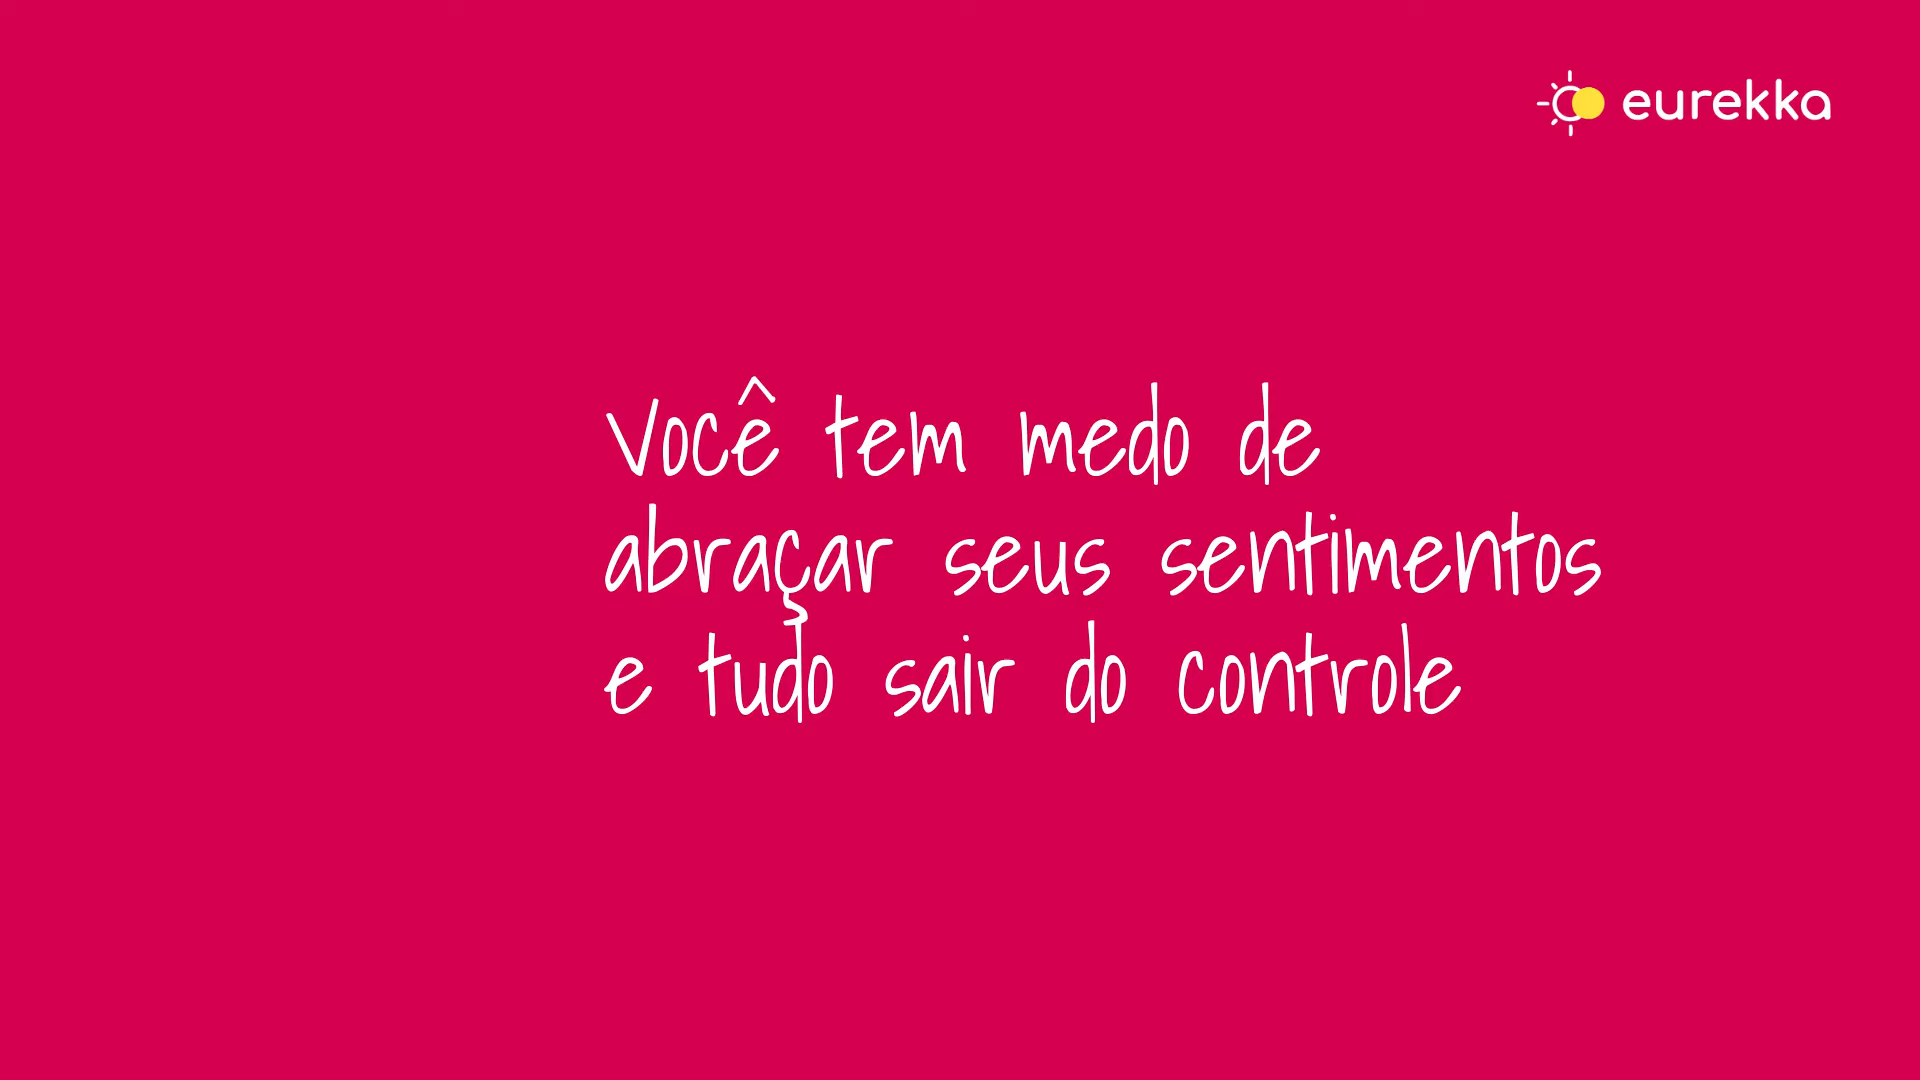 eurekka
Você tem medo de
abraçar seus sentimentos
e tudo sair do controle